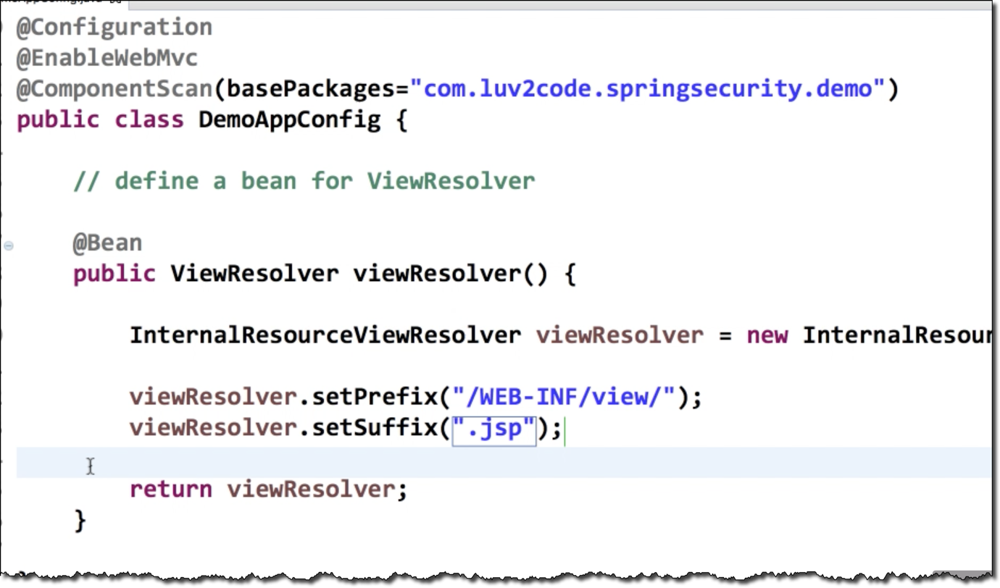 @Configuration
@EnableWebMvc
@ComponentScan(basePackages="com.luv2code.springsecurity.demo")
public class DemoAppConfig {
// define a bean for ViewResolver
@Bean
public ViewResolver viewResolver() {
InternalResourceViewResolver viewResolver = new InternalResour
viewResolver.setPrefix("/WEB-INF/view/");
viewResolver.setSuffix(".jsp");
return viewResolver;
}